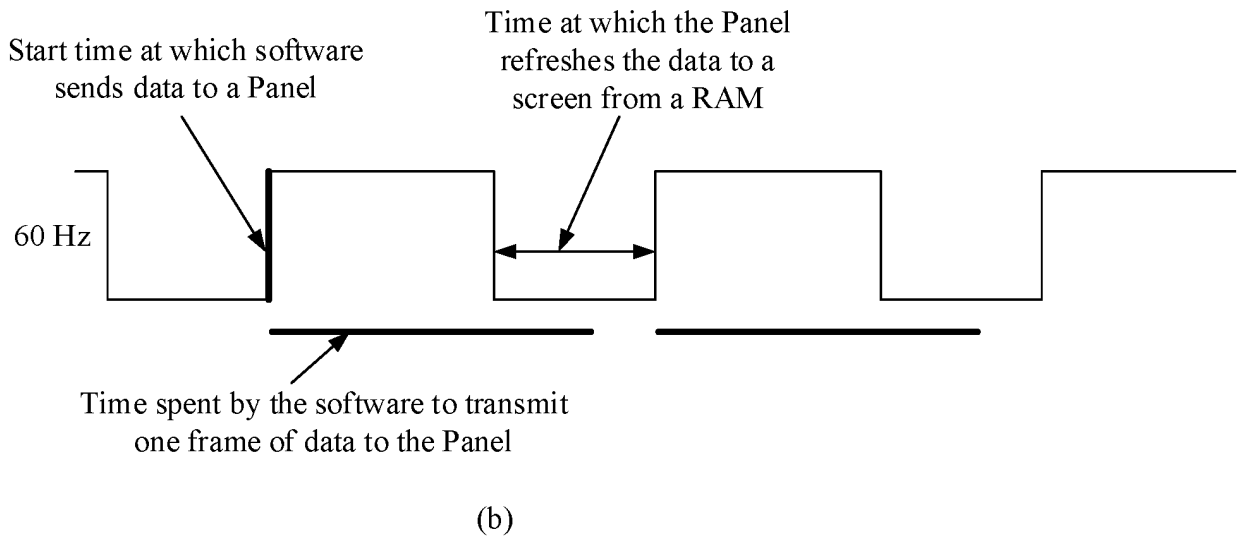 Start time at which software
sends data to a Panel
Time at which the Panel
refreshes the data to a
screen from a RAM
60 Hz
Time spent by the software to transmit
one frame of data to the Panel
(b)